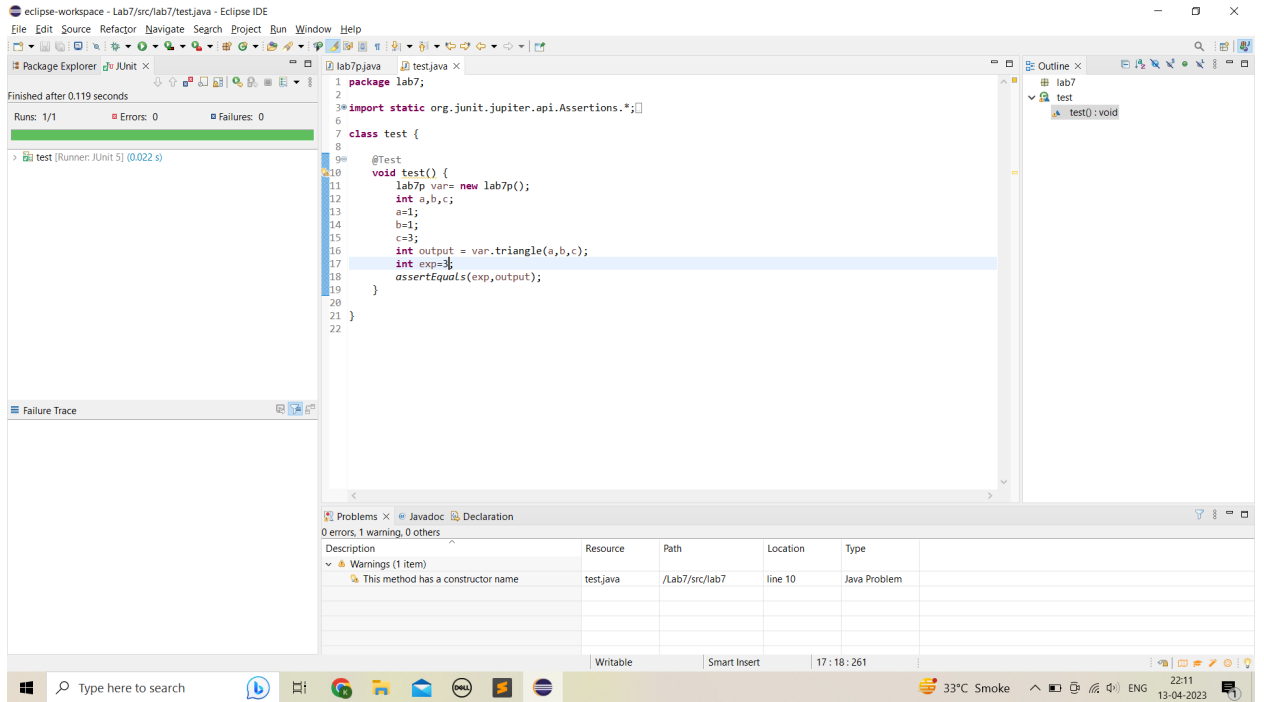 eclipse-workspace - Lab7/src/lab7/test.java - Eclipse IDE
File Edit Source Refactor Navigate Search Project Run Window Help
Package Explorer JUnit
Finished after 0.119 seconds
Runs: 1/1 Errors: 0 Failures: 0
test [Runner: JUnit 5] (0.022 s)
Failure Trace
lab7p.java test.java
1 package lab7;
2
3 import static org.junit.jupiter.api.Assertions.*;
6
7 class test {
8
9 @Test
10 void test() {
11 lab7p var= new lab7p();
12 int a,b,c;
13 a=1;
14 b=1;
15 c=3;
16 int output = var.triangle(a,b,c);
17 int exp=3;
18 assertEquals(exp,output);
19 }
20
21 }
22
Outline
lab7
test
test() : void
Problems Javadoc Declaration
0 errors, 1 warning, 0 others
Description Resource Path Location Type
Warnings (1 item)
This method has a constructor name test.java /Lab7/src/lab7 line 10 Java Problem
Writable Smart Insert 17 : 18 : 261
Type here to search
DELL
33°C Smoke ENG 22:11
13-04-2023
1